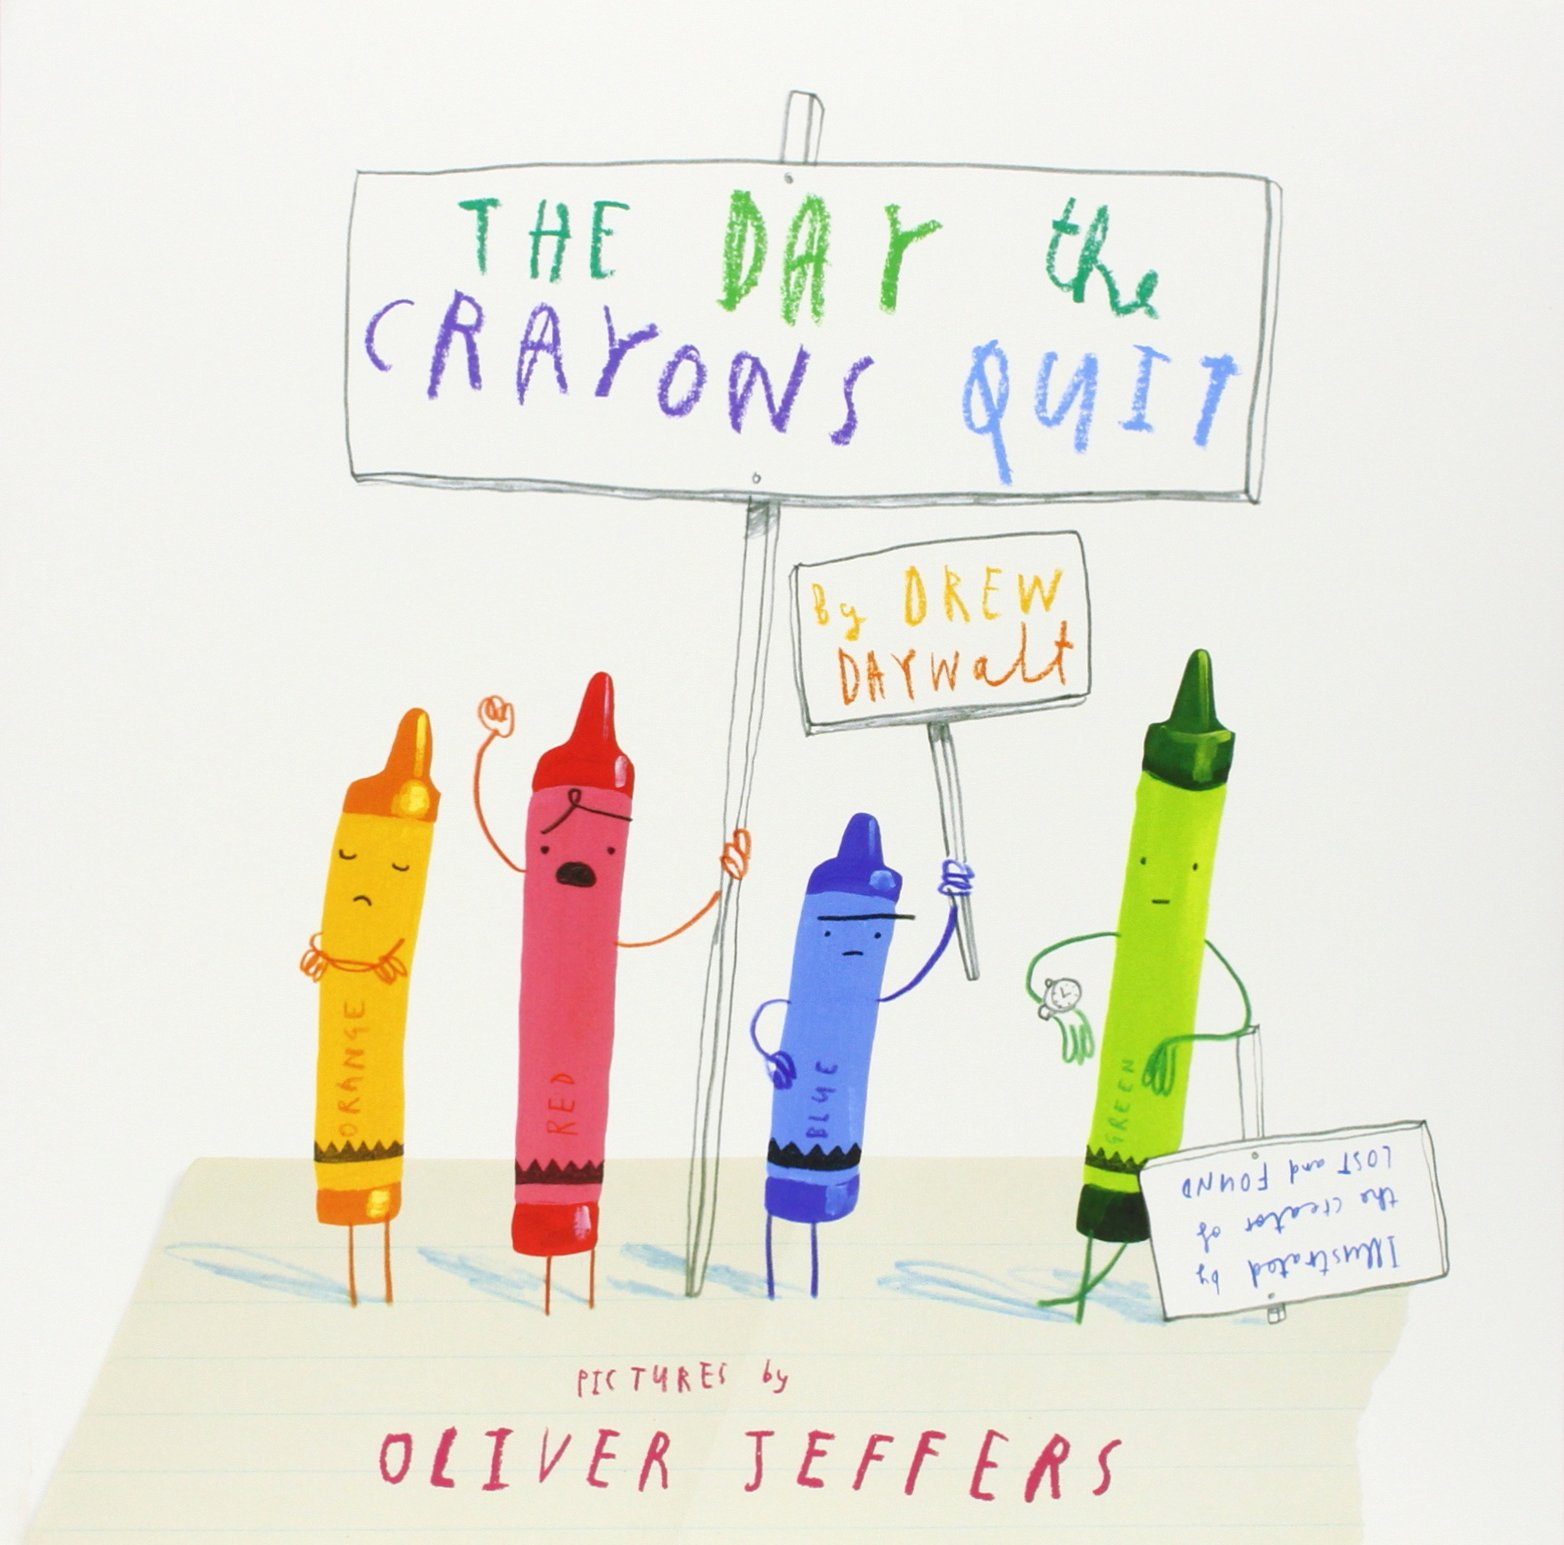 THE DAY the
CRAYONS QUIT
By DREW
DAYWalt
ORANGE
RED
BLUE
GREEN
Illustrated by
the creator of
LOST and FOUND
PICTURES by
OLIVER JEFFERS